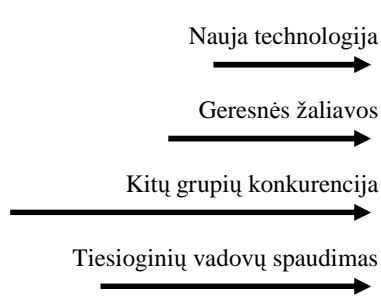 Nauja technologija
Geresnės žaliavos
Kitų grupių konkurencija
Tiesioginių vadovų spaudimas